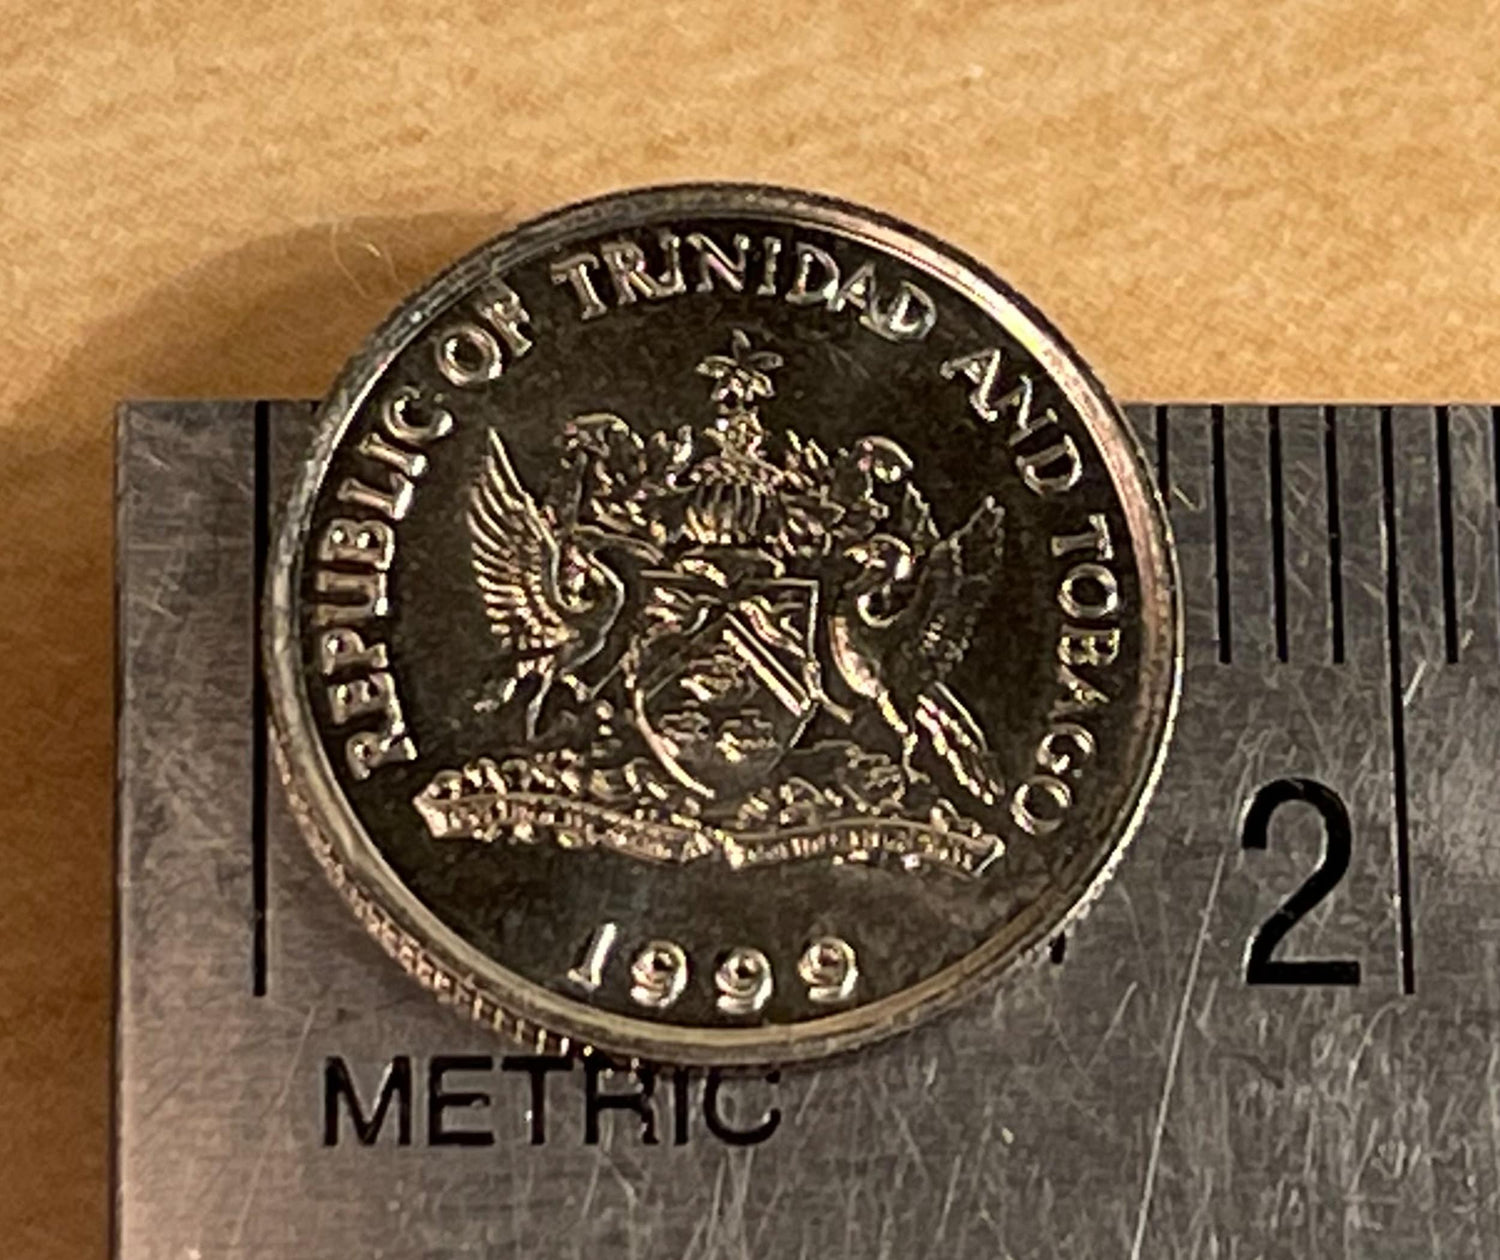 REPUBLIC OF TRINIDAD AND TOBAGO
1999
2
METRIC